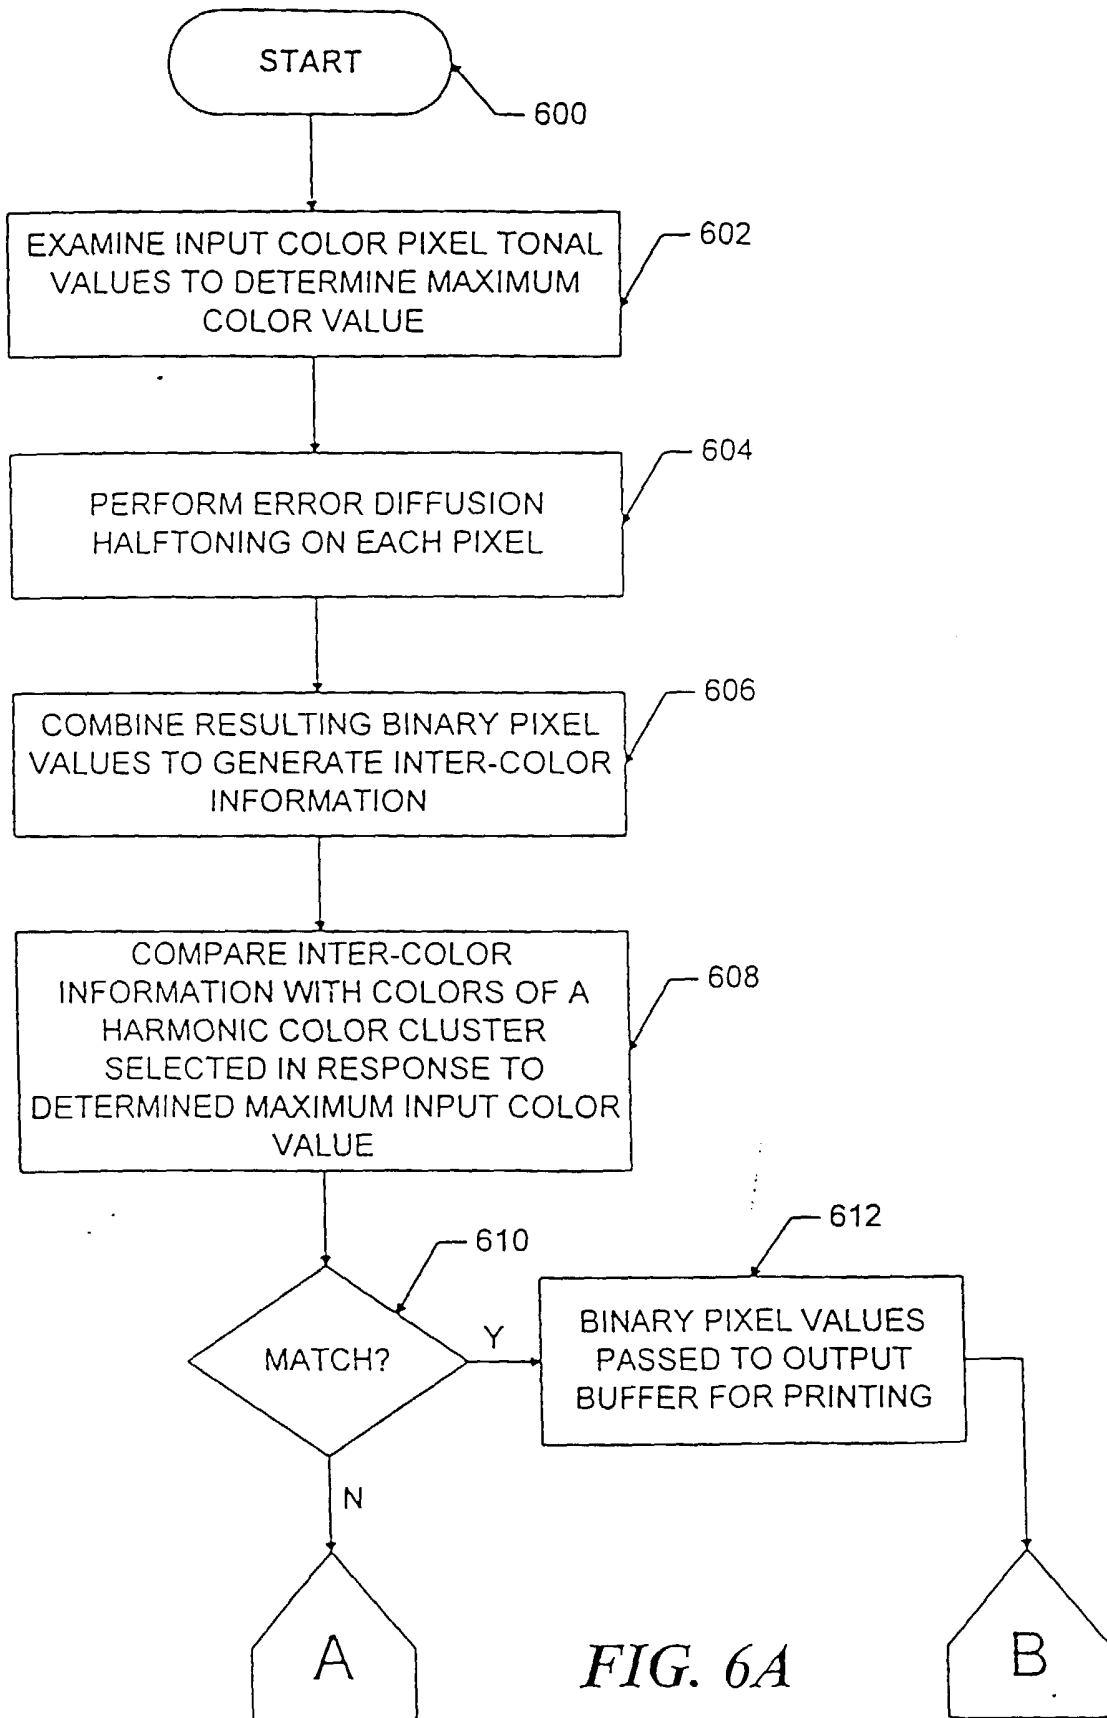 START
600
EXAMINE INPUT COLOR PIXEL TONAL
VALUES TO DETERMINE MAXIMUM
COLOR VALUE
602
PERFORM ERROR DIFFUSION
HALFTONING ON EACH PIXEL
604
COMBINE RESULTING BINARY PIXEL
VALUES TO GENERATE INTER-COLOR
INFORMATION
606
COMPARE INTER-COLOR
INFORMATION WITH COLORS OF A
HARMONIC COLOR CLUSTER
SELECTED IN RESPONSE TO
DETERMINED MAXIMUM INPUT COLOR
VALUE
608
MATCH?
610
Y
N
BINARY PIXEL VALUES
PASSED TO OUTPUT
BUFFER FOR PRINTING
612
A
B
FIG. 6A